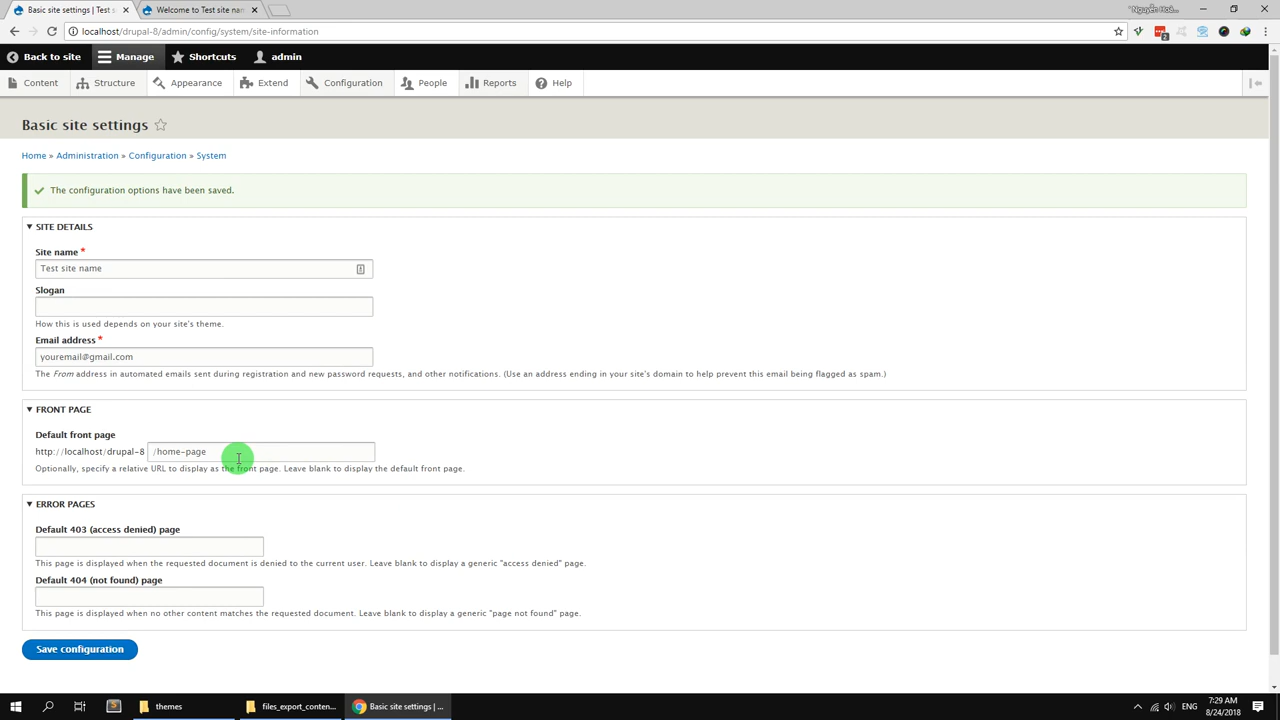 Basic site settings | Test s
Welcome to Test site nam
localhost/drupal-8/admin/config/system/site-information
Back to site
Manage
Shortcuts
admin
Content
Structure
Appearance
Extend
Configuration
People
Reports
Help
Basic site settings
Home » Administration » Configuration » System
The configuration options have been saved.
SITE DETAILS
Site name *
Test site name
Slogan
How this is used depends on your site's theme.
Email address *
youremail@gmail.com
The From address in automated emails sent during registration and new password requests, and other notifications. (Use an address ending in your site's domain to help prevent this email being flagged as spam.)
FRONT PAGE
Default front page
http://localhost/drupal-8 /home-page
Optionally, specify a relative URL to display as the front page. Leave blank to display the default front page.
ERROR PAGES
Default 403 (access denied) page
This page is displayed when the requested document is denied to the current user. Leave blank to display a generic "access denied" page.
Default 404 (not found) page
This page is displayed when no other content matches the requested document. Leave blank to display a generic "page not found" page.
Save configuration
themes
files_export_conten...
Basic site settings | ...
ENG
7:29 AM
8/24/2018